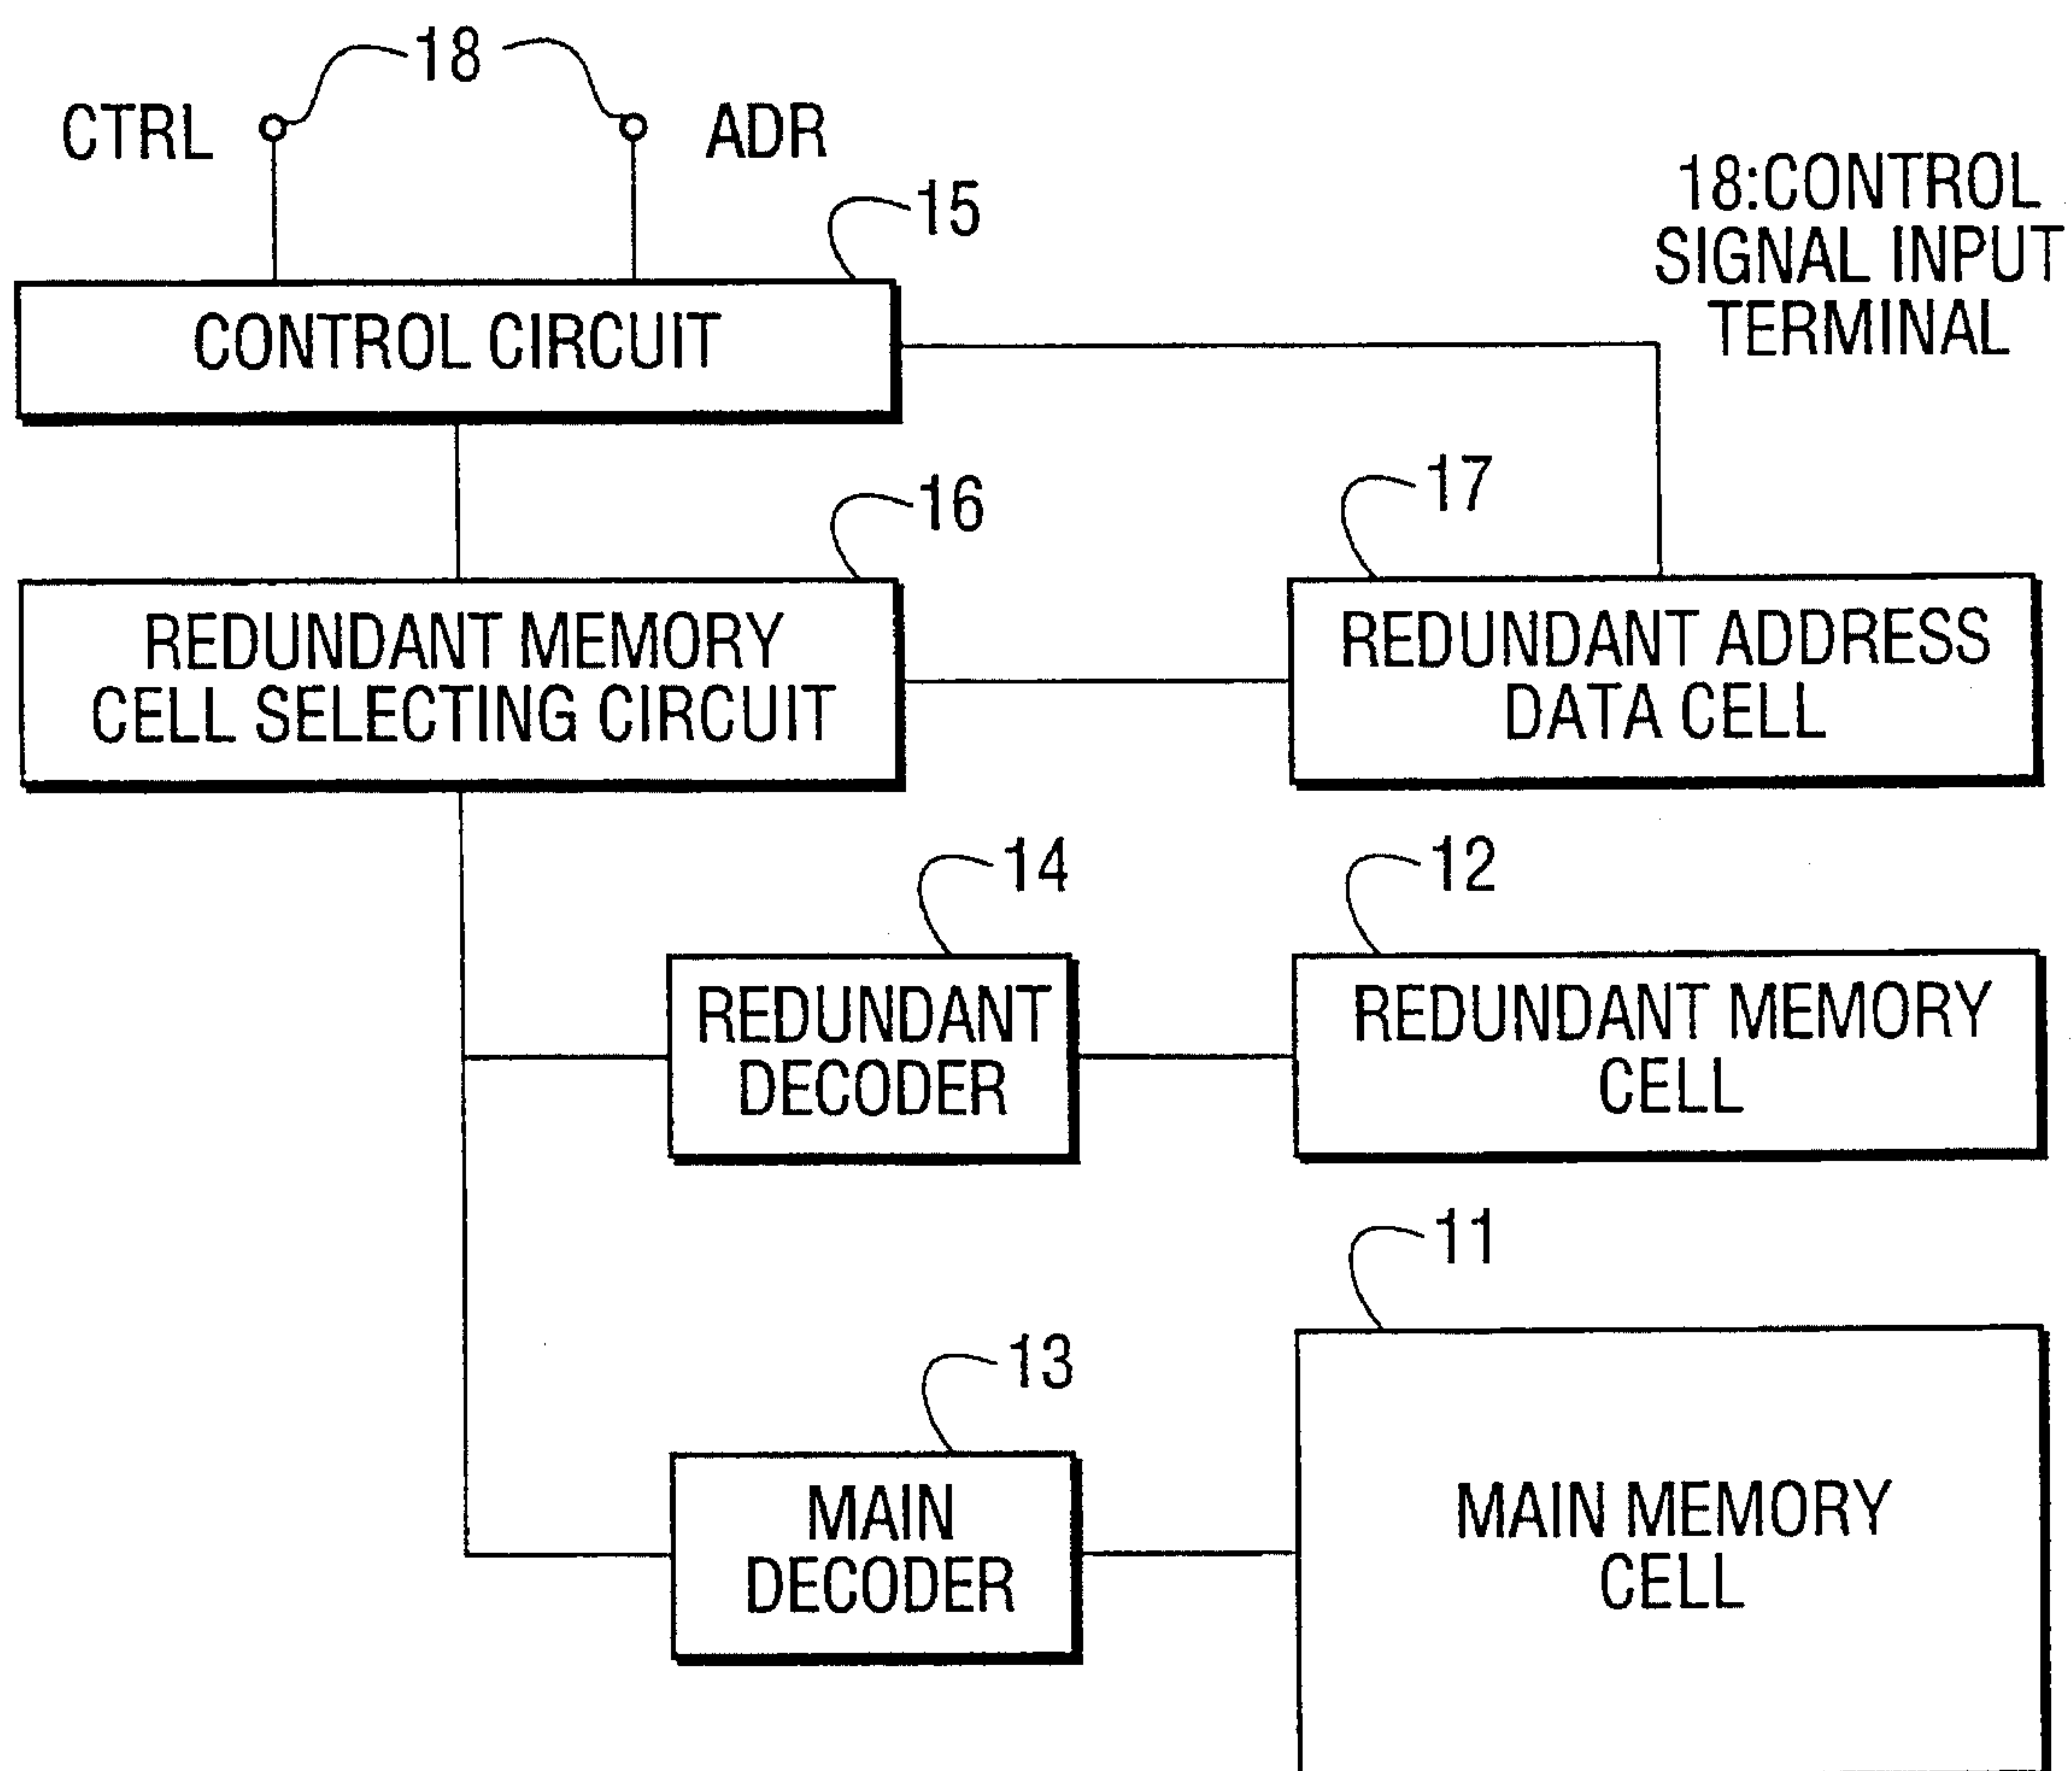 18
CTRL
ADR
15
18:CONTROL
SIGNAL INPUT
TERMINAL
CONTROL CIRCUIT
16
17
REDUNDANT MEMORY
CELL SELECTING CIRCUIT
REDUNDANT ADDRESS
DATA CELL
14
12
REDUNDANT
DECODER
REDUNDANT MEMORY
CELL
11
13
MAIN
DECODER
MAIN MEMORY
CELL